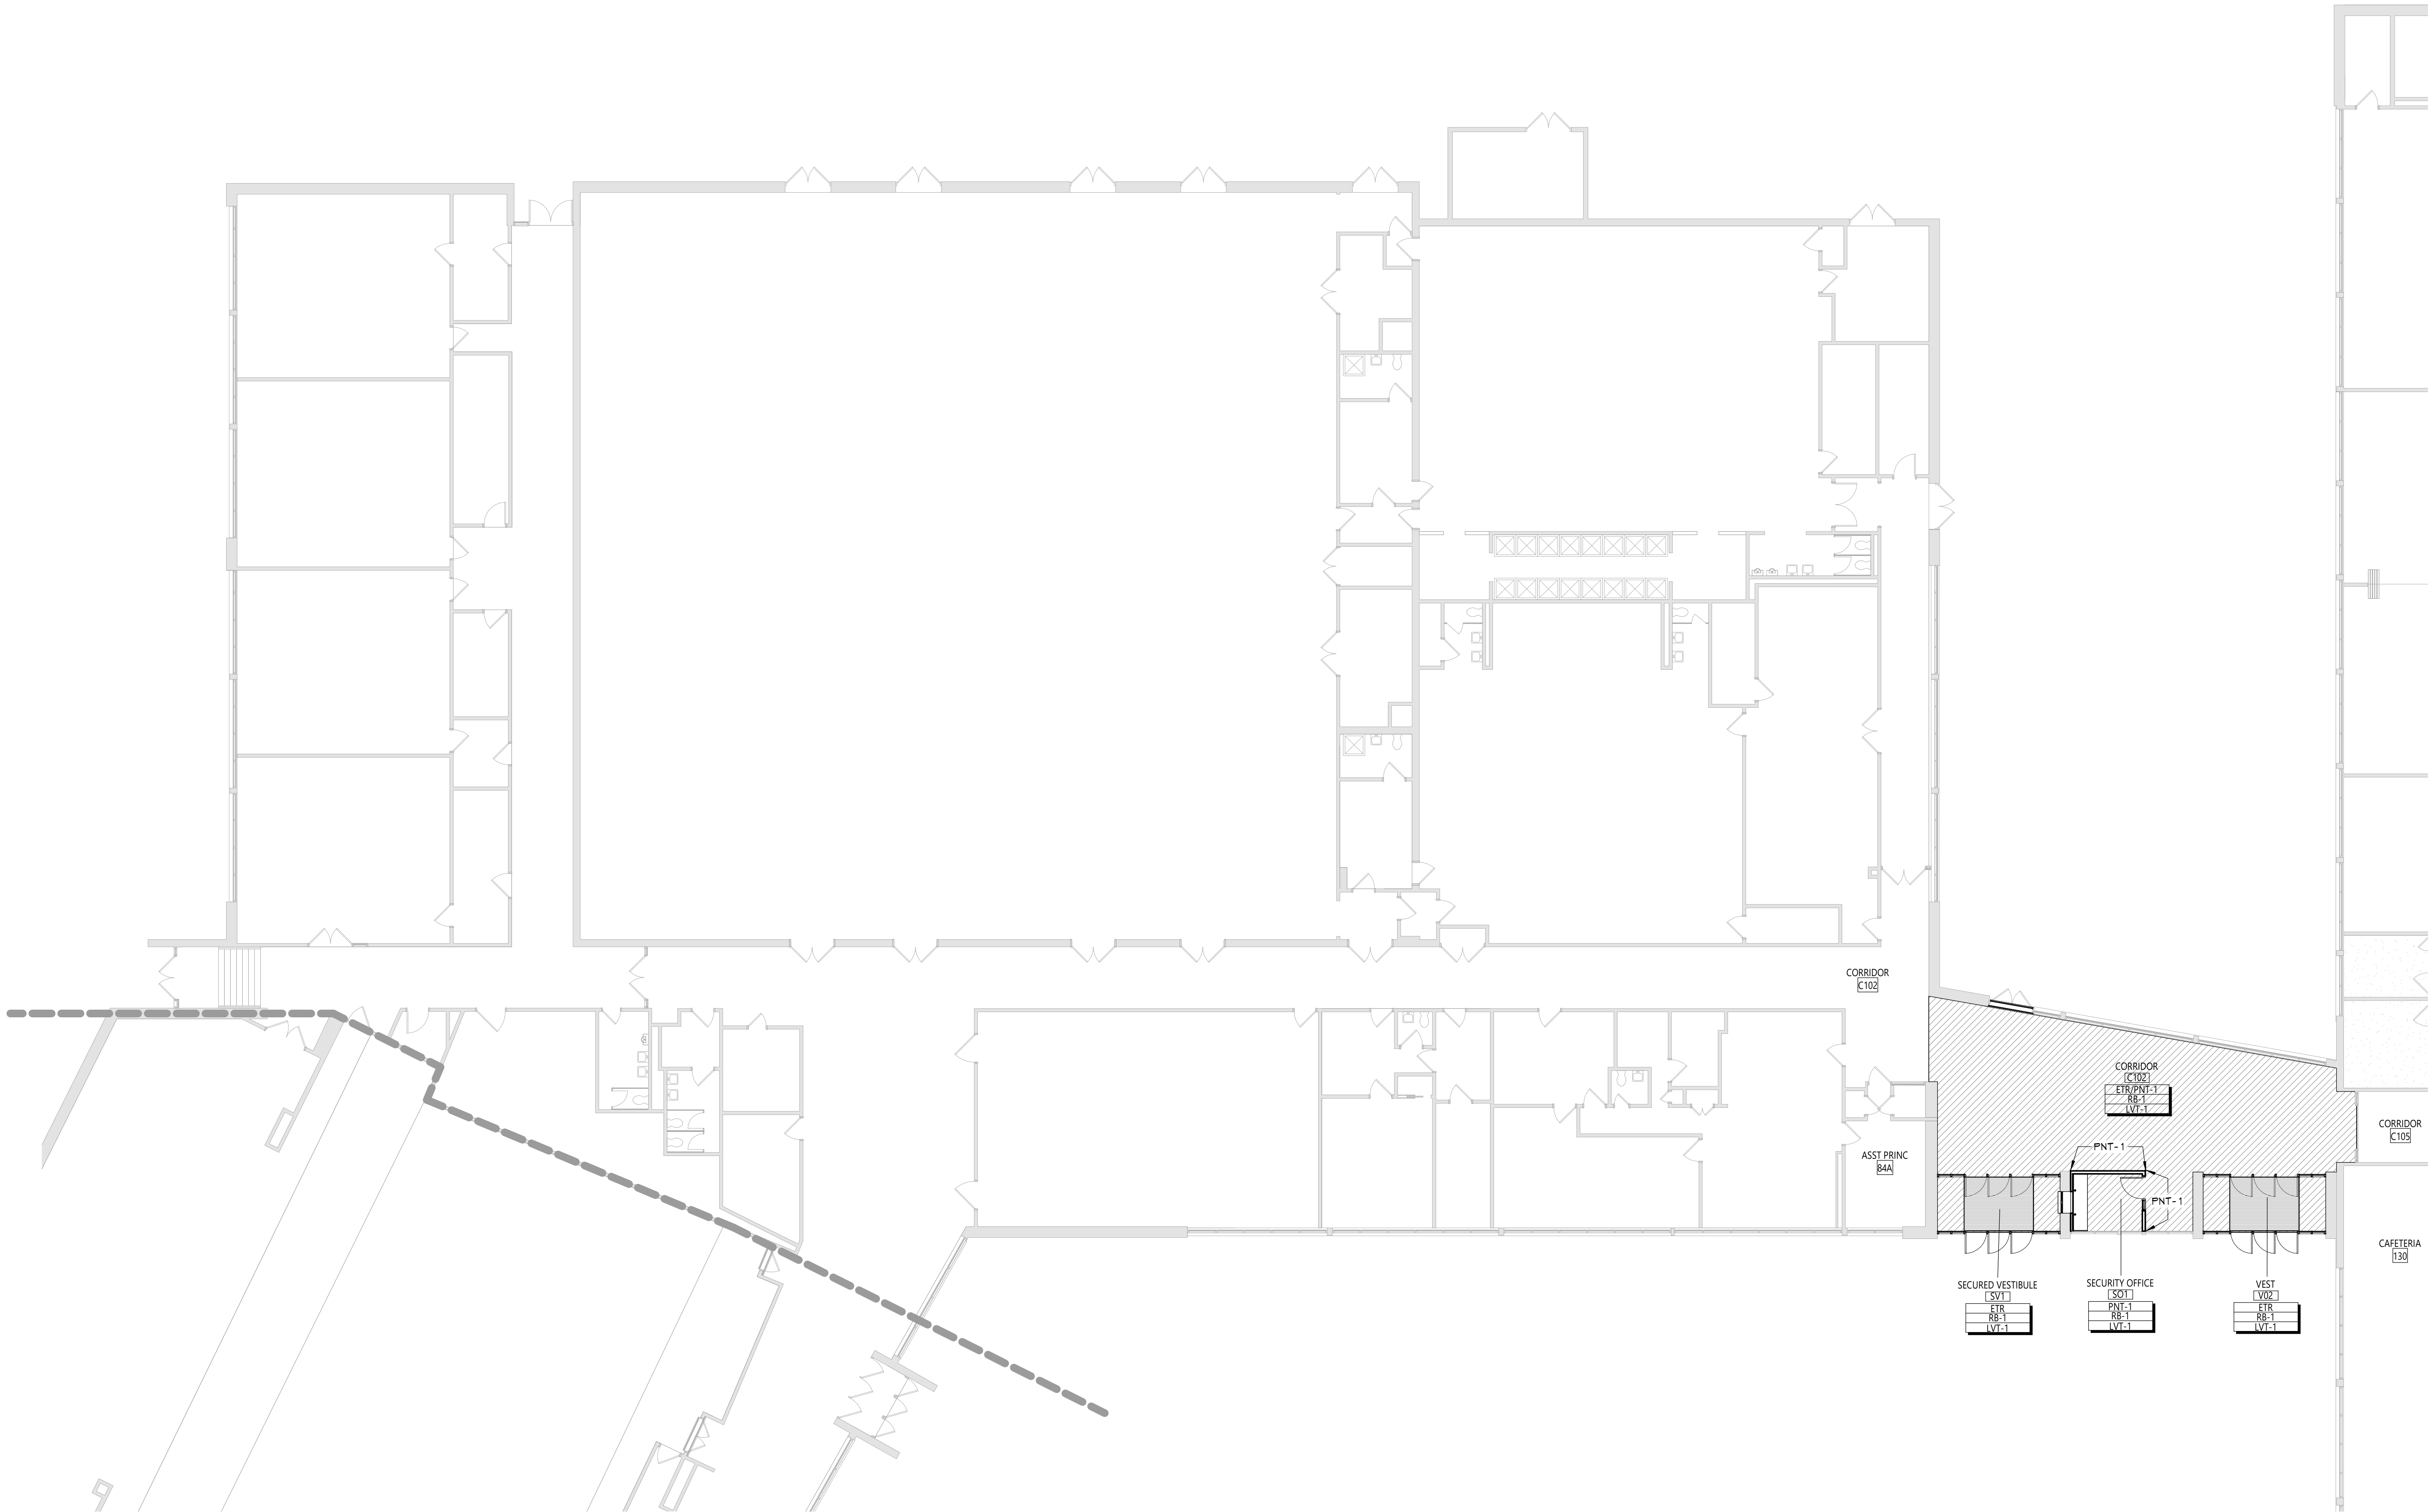 CORRIDOR
C102
CORRIDOR
C102
ETR/PNT-1
RB-1
LVT-1
CORRIDOR
C105
PNT-1
ASST PRINC
84A
PNT-1
CAFETERIA
130
SECURED VESTIBULE
SV1
ETR
RB-1
LVT-1
SECURITY OFFICE
SO1
PNT-1
RB-1
LVT-1
VEST
V02
ETR
RB-1
LVT-1